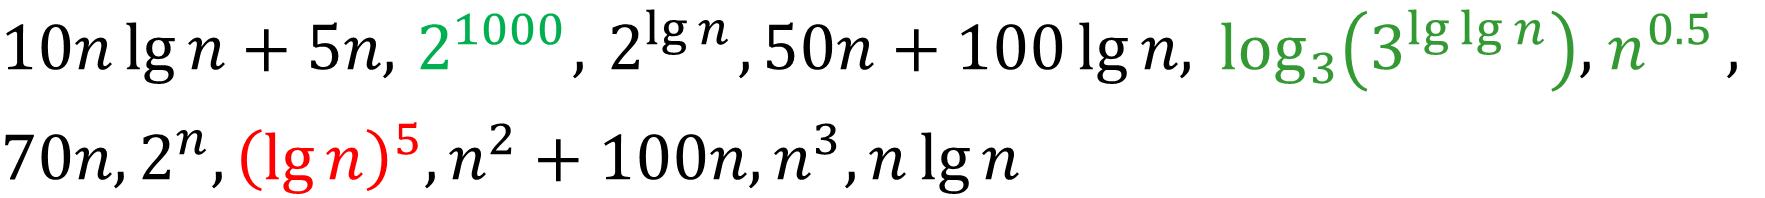 10n lg n + 5n, 2^1000, 2^(lg n), 50n + 100 lg n, log₃(3^(lg lg n)), n^0.5,
70n, 2^n, (lg n)^5, n^2 + 100n, n^3, n lg n